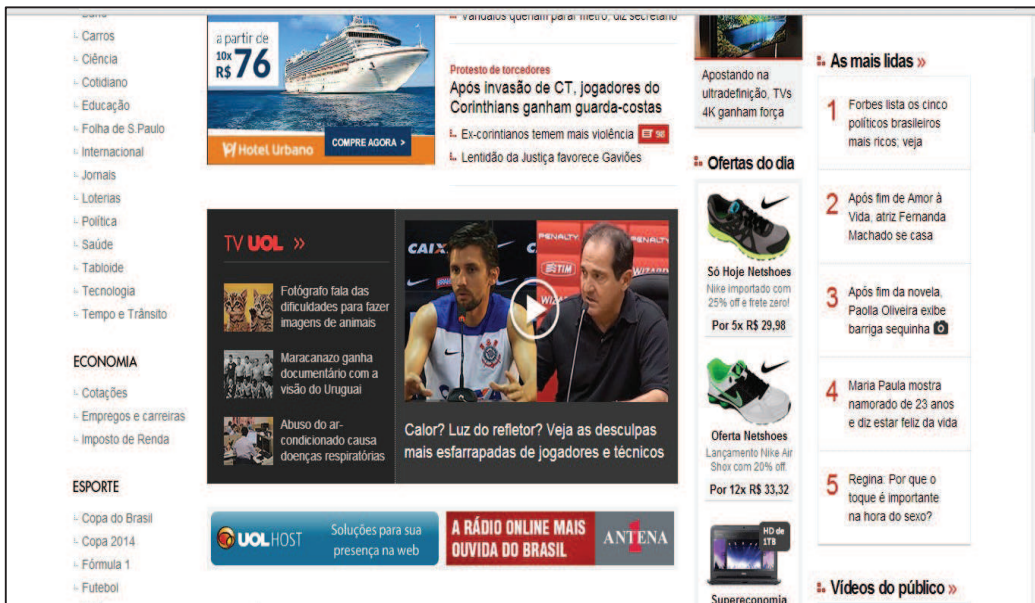 Carros
Ciência
Cotidiano
Educação
Folha de S.Paulo
Internacional
Jornais
Loterias
Política
Saúde
Tabloide
Tecnologia
Tempo e Trânsito
ECONOMIA
Cotações
Empregos e carreiras
Imposto de Renda
ESPORTE
Copa do Brasil
Copa 2014
Fórmula 1
Futebol
a partir de
10x
R$ 76
Hotel Urbano
COMPRE AGORA >
Vândalos queriam parar metrô, diz secretário
Protesto de torcedores
Após invasão de CT, jogadores do
Corinthians ganham guarda-costas
Ex-corintianos temem mais violência 98
Lentidão da Justiça favorece Gaviões
TV UOL »
Fotógrafo fala das
dificuldades para fazer
imagens de animais
Maracanazo ganha
documentário com a
visão do Uruguai
Abuso do ar-
condicionado causa
doenças respiratórias
CAIXA
PENALTY
PENALTY
TIM
WIZARD
Calor? Luz do refletor? Veja as desculpas
mais esfarrapadas de jogadores e técnicos
UOL HOST
Soluções para sua
presença na web
A RÁDIO ONLINE MAIS
OUVIDA DO BRASIL
ANTENA 1
Apostando na
ultradefinição, TVs
4K ganham força
Ofertas do dia
Só Hoje Netshoes
Nike importado com
25% off e frete zero!
Por 5x R$ 29,98
Oferta Netshoes
Lançamento Nike Air
Shox com 20% off.
Por 12x R$ 33,32
HD de
1TB
Supereconomia
As mais lidas »
1 Forbes lista os cinco
políticos brasileiros
mais ricos; veja
2 Após fim de Amor à
Vida, atriz Fernanda
Machado se casa
3 Após fim da novela,
Paolla Oliveira exibe
barriga sequinha
4 Maria Paula mostra
namorado de 23 anos
e diz estar feliz da vida
5 Regina: Por que o
toque é importante
na hora do sexo?
Vídeos do público »